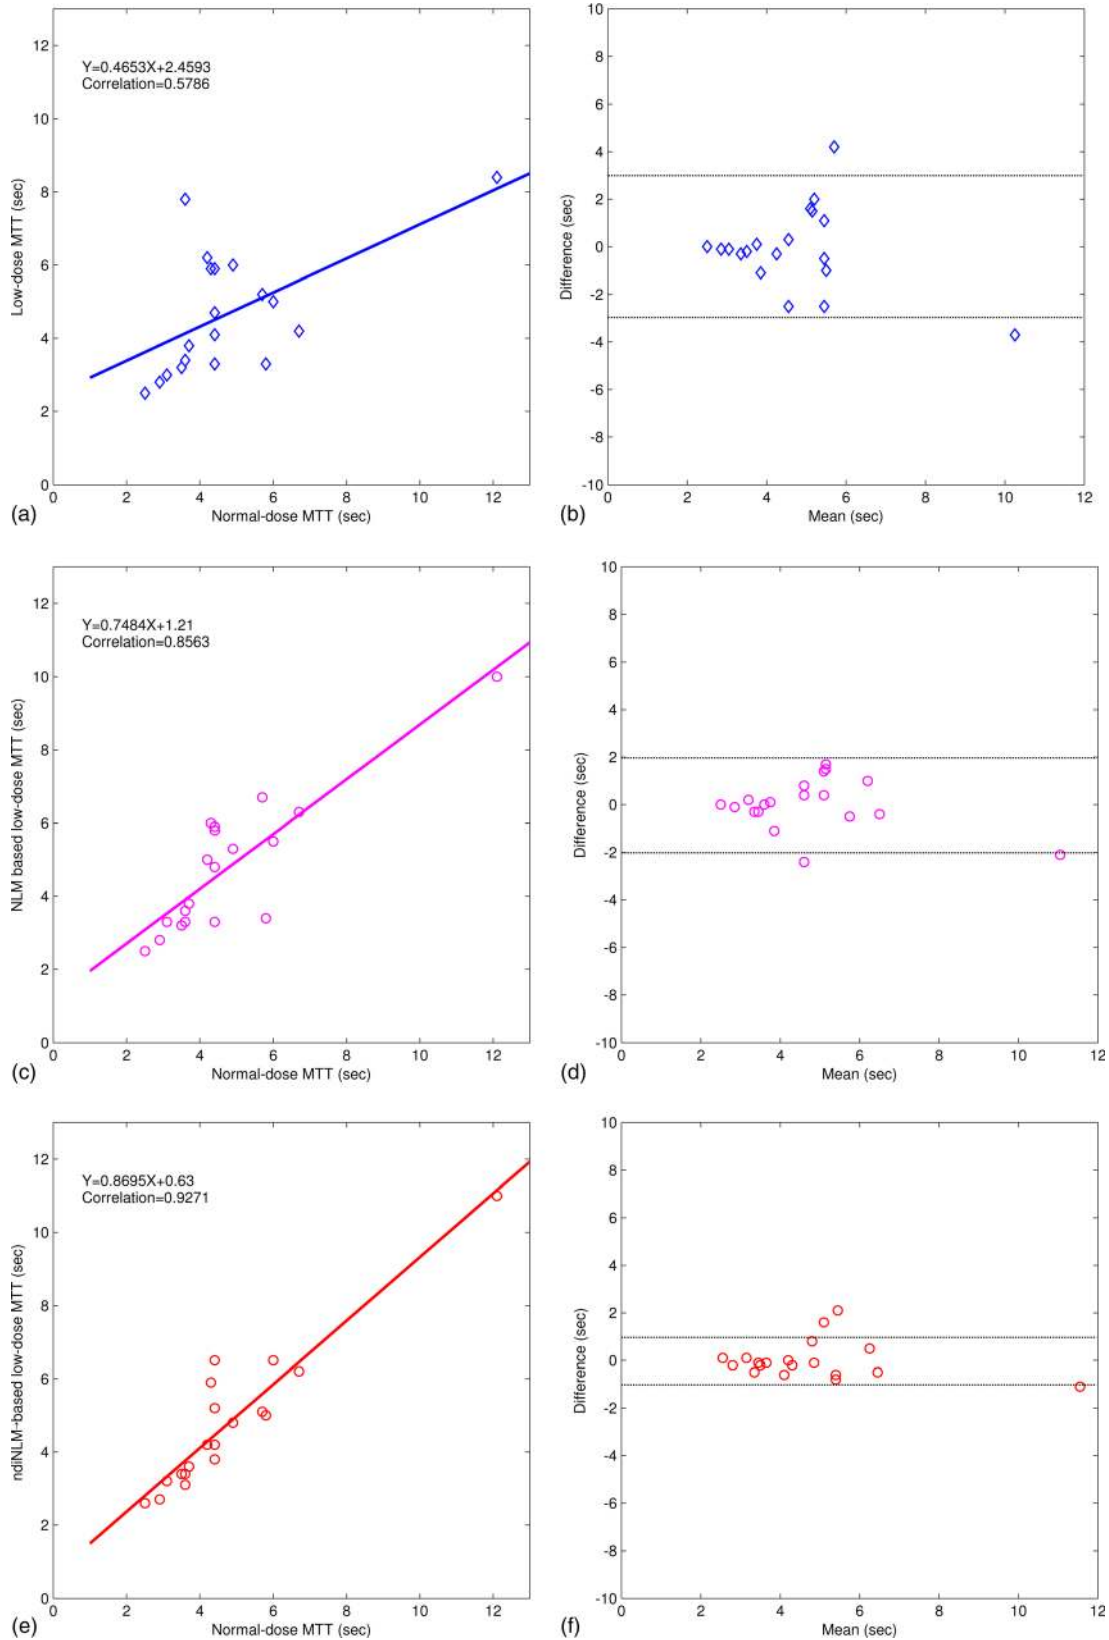 Y=0.4653X+2.4593
Correlation=0.5786
Low-dose MTT (sec)
0
2
4
6
8
10
12
0 2 4 6 8 10 12
Normal-dose MTT (sec)
(a)
Difference (sec)
10
8
6
4
2
0
-2
-4
-6
-8
-10
0 2 4 6 8 10 12
Mean (sec)
(b)
Y=0.7484X+1.21
Correlation=0.8563
NLM based low-dose MTT (sec)
0
2
4
6
8
10
12
0 2 4 6 8 10 12
Normal-dose MTT (sec)
(c)
Difference (sec)
10
8
6
4
2
0
-2
-4
-6
-8
-10
0 2 4 6 8 10 12
Mean (sec)
(d)
Y=0.8695X+0.63
Correlation=0.9271
ndiNLM-based low-dose MTT (sec)
0
2
4
6
8
10
12
0 2 4 6 8 10 12
Normal-dose MTT (sec)
(e)
Difference (sec)
10
8
6
4
2
0
-2
-4
-6
-8
-10
0 2 4 6 8 10 12
Mean (sec)
(f)